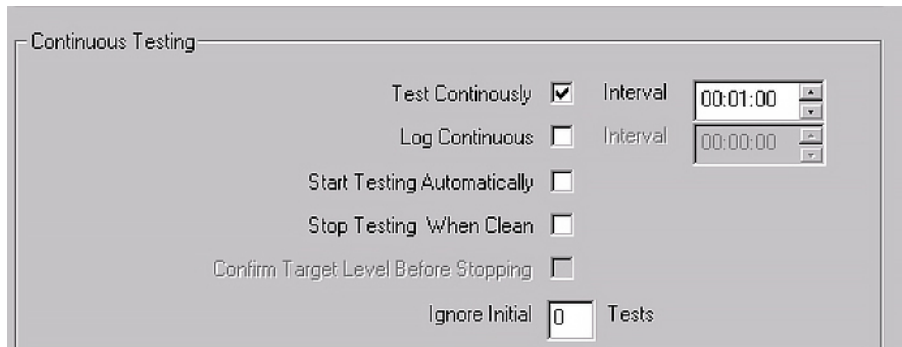 Continuous Testing
Test Continously Interval 00:01:00
Log Continuous Interval 00:00:00
Start Testing Automatically
Stop Testing When Clean
Confirm Target Level Before Stopping
Ignore Initial 0 Tests